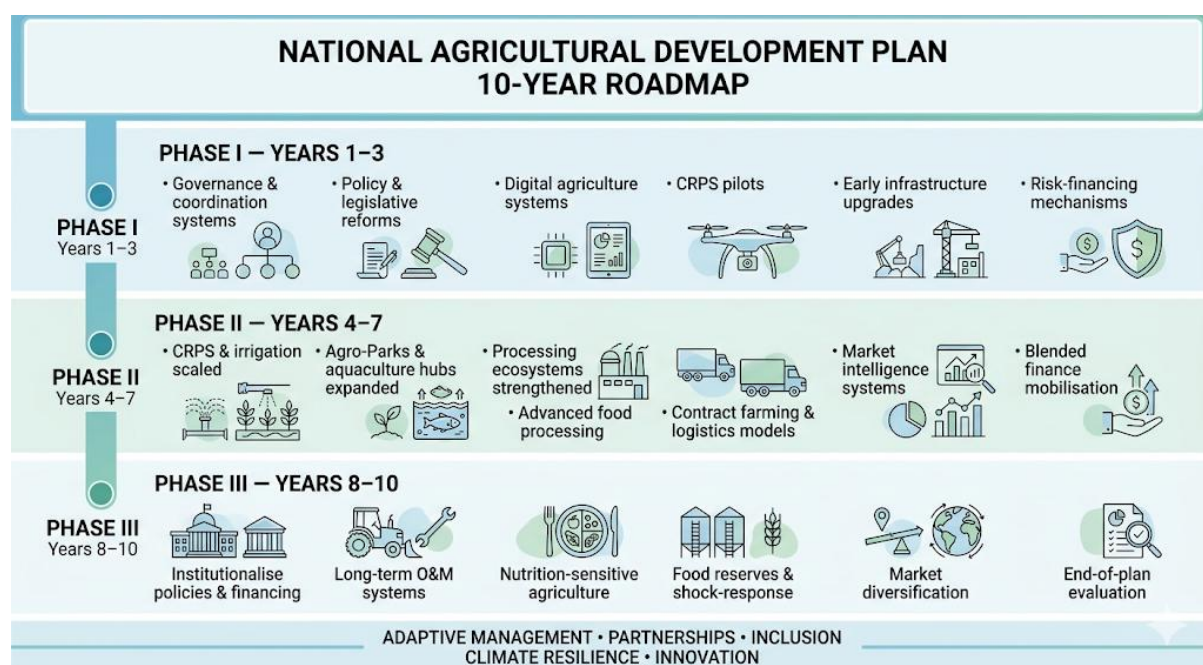 NATIONAL AGRICULTURAL DEVELOPMENT PLAN
10-YEAR ROADMAP
PHASE I
Years 1–3
PHASE I — YEARS 1–3
• Governance &
coordination
systems
• Policy &
legislative
reforms
• Digital agriculture
systems
• CRPS pilots
• Early infrastructure
upgrades
• Risk-financing
mechanisms
PHASE II
Years 4–7
PHASE II — YEARS 4–7
• CRPS & irrigation
scaled
• Agro-Parks &
aquaculture hubs
expanded
• Processing
ecosystems
strengthened
• Advanced food
processing
• Contract farming &
logistics models
• Market
intelligence
systems
• Blended
finance
mobilisation
PHASE III
Years 8–10
PHASE III — YEARS 8–10
Institutionalise
policies & financing
Long-term O&M
systems
Nutrition-sensitive
agriculture
Food reserves &
shock-response
Market
diversification
End-of-plan
evaluation
ADAPTIVE MANAGEMENT • PARTNERSHIPS • INCLUSION
CLIMATE RESILIENCE • INNOVATION